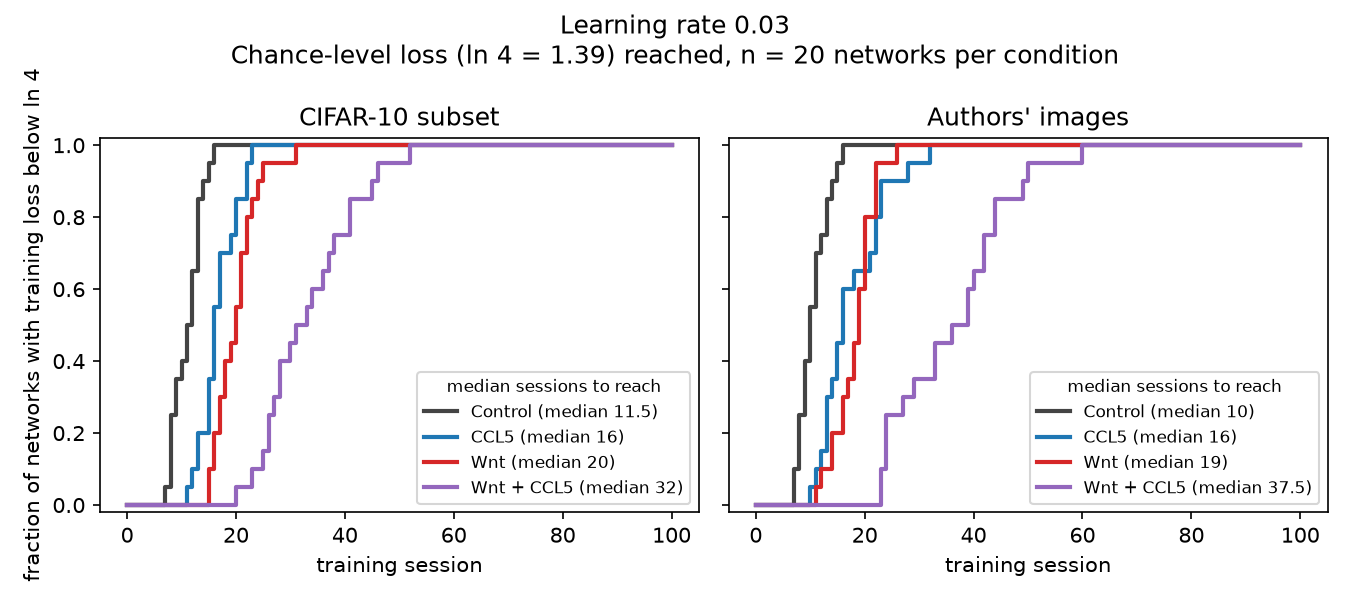 Learning rate 0.03
Chance-level loss (ln 4 = 1.39) reached, n = 20 networks per condition
fraction of networks with training loss below ln 4
CIFAR-10 subset
1.0
0.8
0.6
0.4
0.2
0.0
median sessions to reach
Control (median 11.5)
CCL5 (median 16)
Wnt (median 20)
Wnt + CCL5 (median 32)
0 20 40 60 80 100
training session
Authors' images
median sessions to reach
Control (median 10)
CCL5 (median 16)
Wnt (median 19)
Wnt + CCL5 (median 37.5)
0 20 40 60 80 100
training session